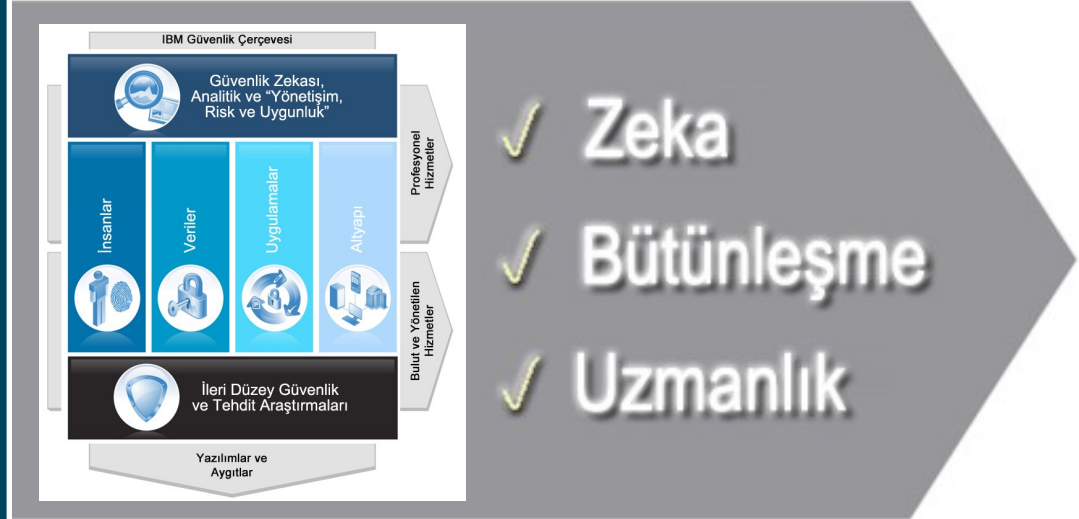 IBM Güvenlik Çerçevesi
Güvenlik Zekası,
Analitik ve “Yönetişim,
Risk ve Uygunluk”
İnsanlar
Veriler
Uygulamalar
Altyapı
Profesyonel
Hizmetler
Bulut ve Yönetilen
Hizmetler
İleri Düzey Güvenlik
ve Tehdit Araştırmaları
Yazılımlar ve
Aygıtlar
√ Zeka
√ Bütünleşme
√ Uzmanlık